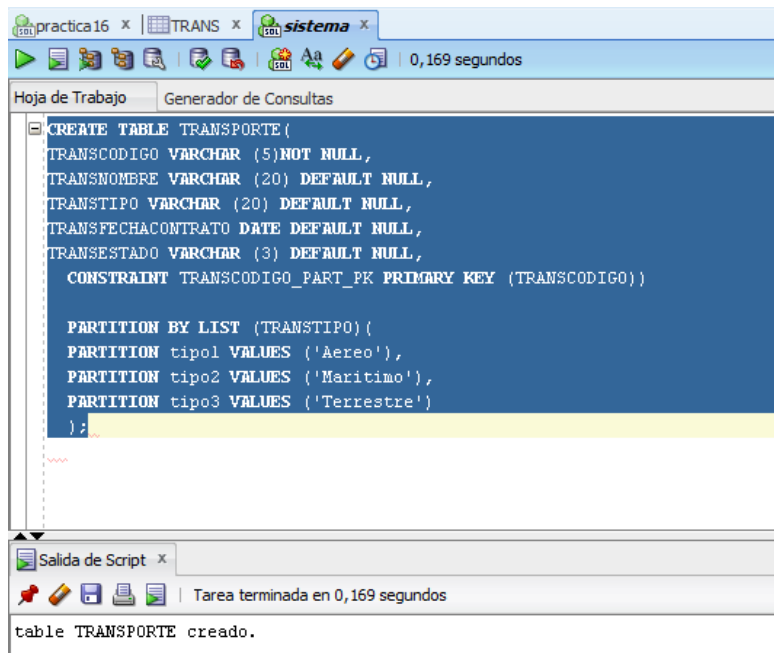 practica16 x TRANS x sistema x
0,169 segundos
Hoja de Trabajo Generador de Consultas
CREATE TABLE TRANSPORTE(
TRANSCODIGO VARCHAR (5)NOT NULL,
TRANSNOMBRE VARCHAR (20) DEFAULT NULL,
TRANSTIPO VARCHAR (20) DEFAULT NULL,
TRANSFECHACONTRATO DATE DEFAULT NULL,
TRANSESTADO VARCHAR (3) DEFAULT NULL,
CONSTRAINT TRANSCODIGO_PART_PK PRIMARY KEY (TRANSCODIGO))
PARTITION BY LIST (TRANSTIPO)(
PARTITION tipo1 VALUES ('Aereo'),
PARTITION tipo2 VALUES ('Maritimo'),
PARTITION tipo3 VALUES ('Terrestre')
);
Salida de Script x
Tarea terminada en 0,169 segundos
table TRANSPORTE creado.